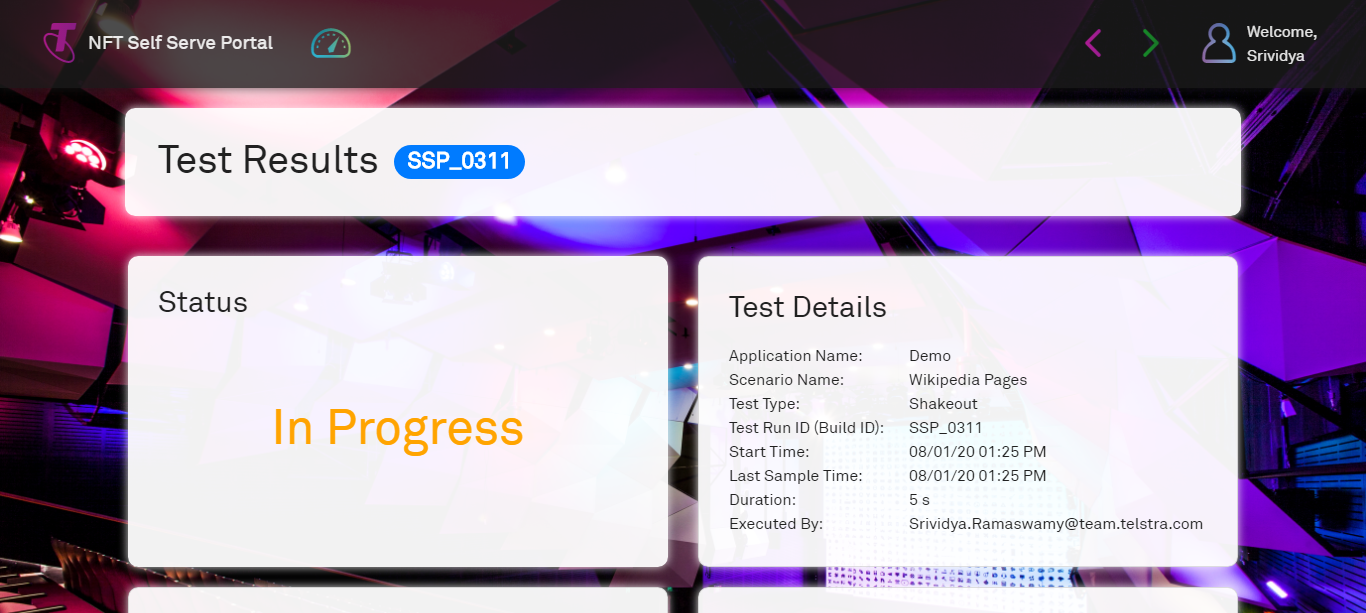 NFT Self Serve Portal
Welcome,
Srividya
Test Results SSP_0311
Status
In Progress
Test Details
Application Name: Demo
Scenario Name: Wikipedia Pages
Test Type: Shakeout
Test Run ID (Build ID): SSP_0311
Start Time: 08/01/20 01:25 PM
Last Sample Time: 08/01/20 01:25 PM
Duration: 5 s
Executed By: Srividya.Ramaswamy@team.telstra.com